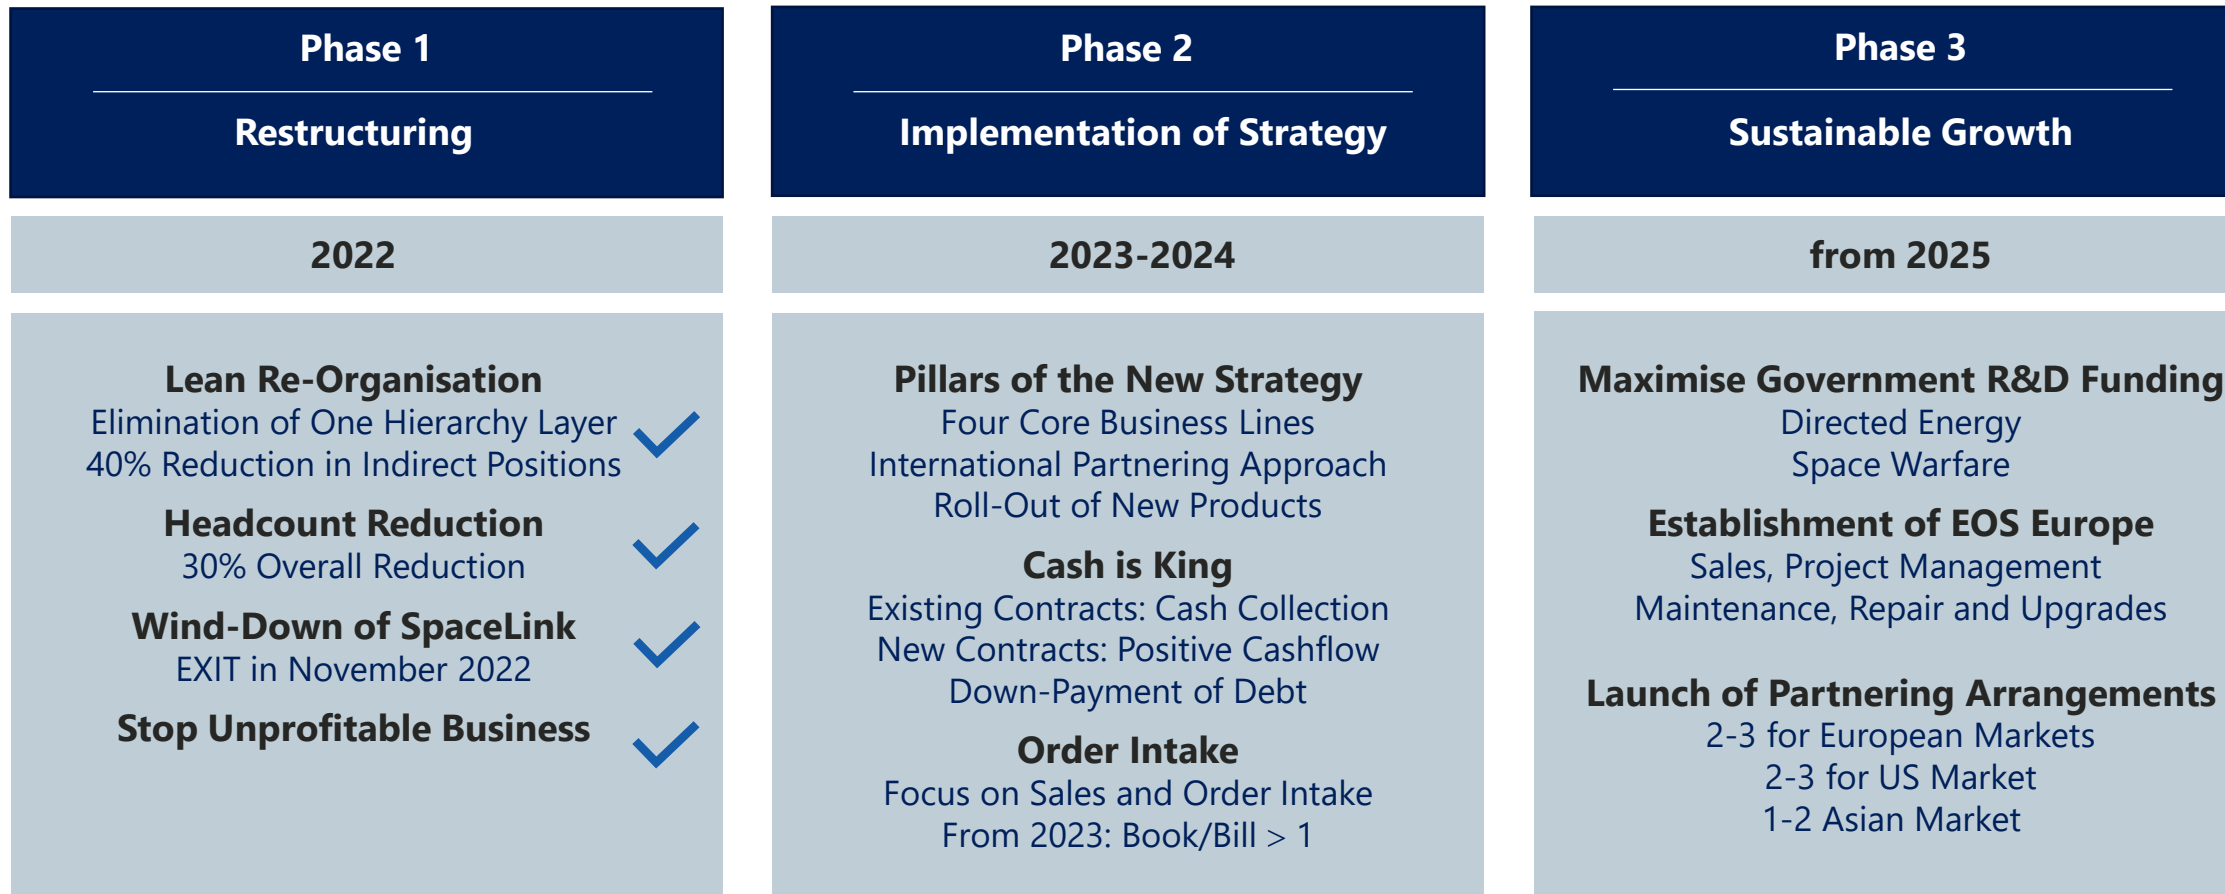 Phase 1
Restructuring
2022
Lean Re-Organisation
Elimination of One Hierarchy Layer
40% Reduction in Indirect Positions
Headcount Reduction
30% Overall Reduction
Wind-Down of SpaceLink
EXIT in November 2022
Stop Unprofitable Business
Phase 2
Implementation of Strategy
2023-2024
Pillars of the New Strategy
Four Core Business Lines
International Partnering Approach
Roll-Out of New Products
Cash is King
Existing Contracts: Cash Collection
New Contracts: Positive Cashflow
Down-Payment of Debt
Order Intake
Focus on Sales and Order Intake
From 2023: Book/Bill > 1
Phase 3
Sustainable Growth
from 2025
Maximise Government R&D Funding
Directed Energy
Space Warfare
Establishment of EOS Europe
Sales, Project Management
Maintenance, Repair and Upgrades
Launch of Partnering Arrangements
2-3 for European Markets
2-3 for US Market
1-2 Asian Market